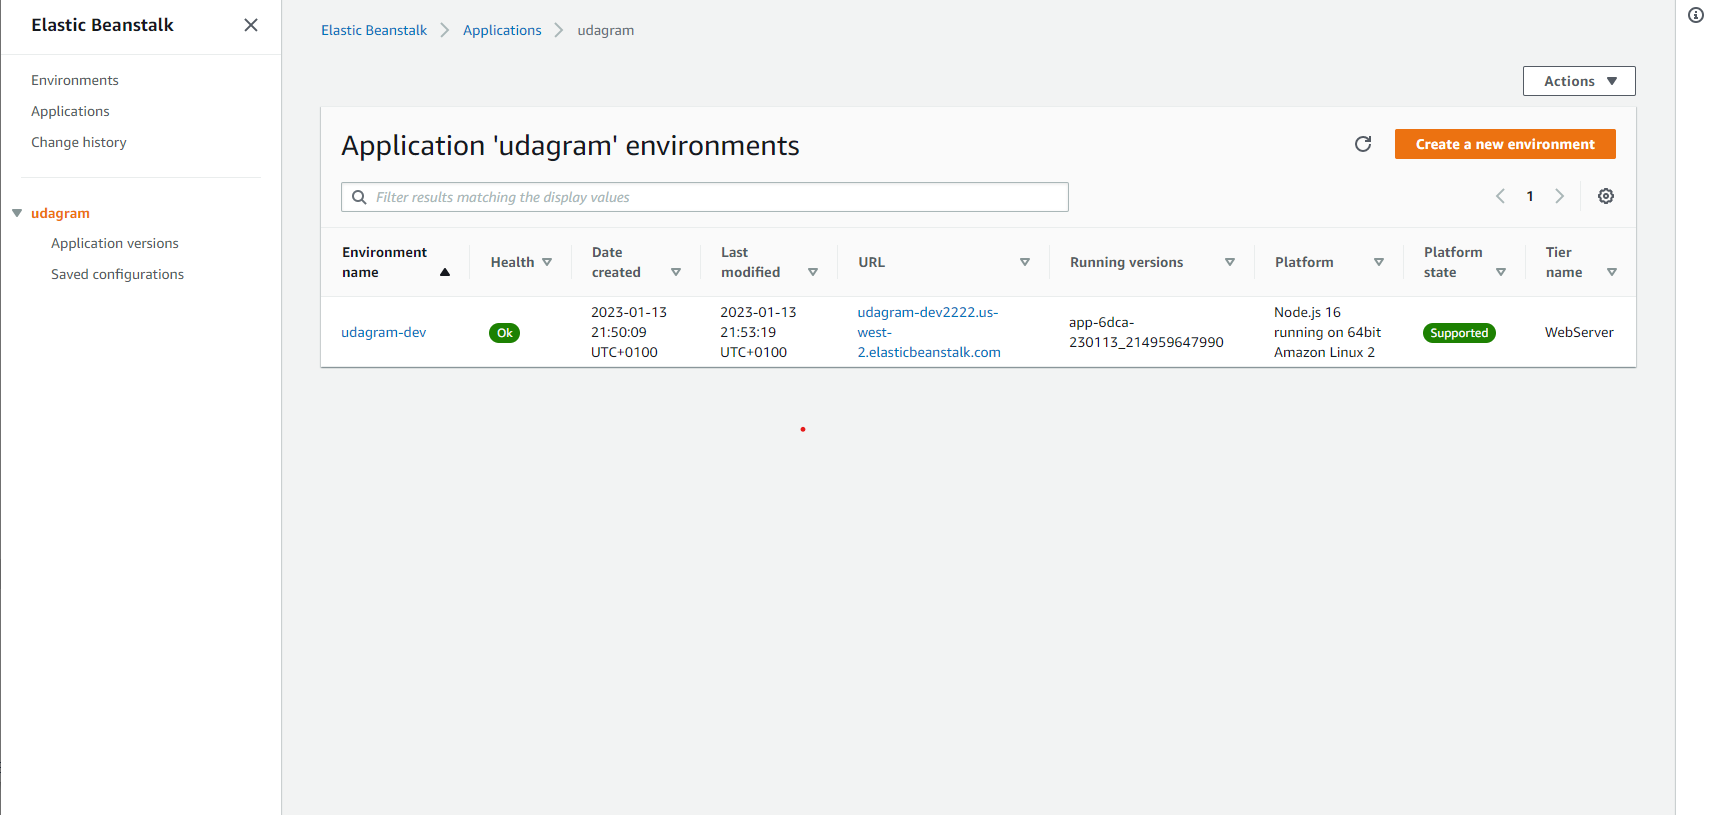 Elastic Beanstalk
Environments
Applications
Change history
udagram
Application versions
Saved configurations
Elastic Beanstalk Applications udagram
Actions
Application 'udagram' environments
Create a new environment
Filter results matching the display values
1
Environment name
Health
Date created
Last modified
URL
Running versions
Platform
Platform state
Tier name
udagram-dev
Ok
2023-01-13
21:50:09
UTC+0100
2023-01-13
21:53:19
UTC+0100
udagram-dev2222.us-
west-
2.elasticbeanstalk.com
app-6dca-
230113_214959647990
Node.js 16
running on 64bit
Amazon Linux 2
Supported
WebServer